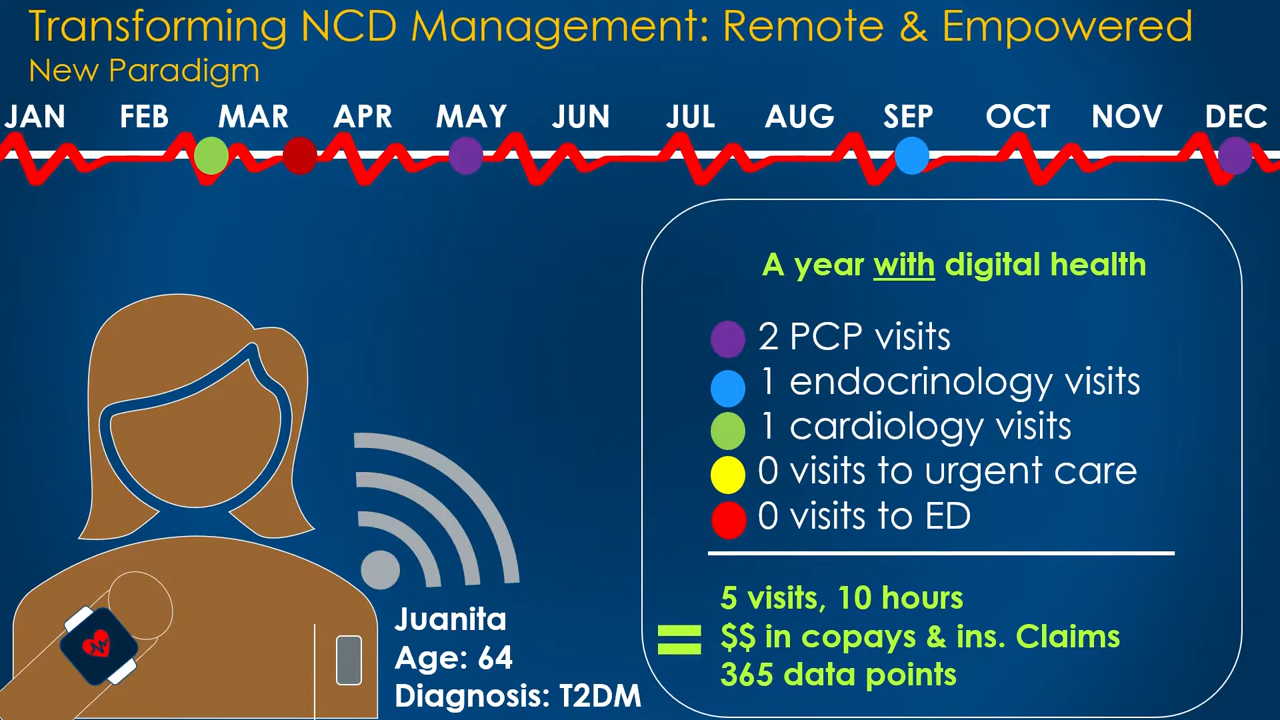 Transforming NCD Management: Remote & Empowered
New Paradigm
JAN FEB MAR APR MAY JUN JUL AUG SEP OCT NOV DEC
A year with digital health
2 PCP visits
1 endocrinology visits
1 cardiology visits
0 visits to urgent care
0 visits to ED
5 visits, 10 hours
= $$ in copays & ins. Claims
365 data points
Juanita
Age: 64
Diagnosis: T2DM